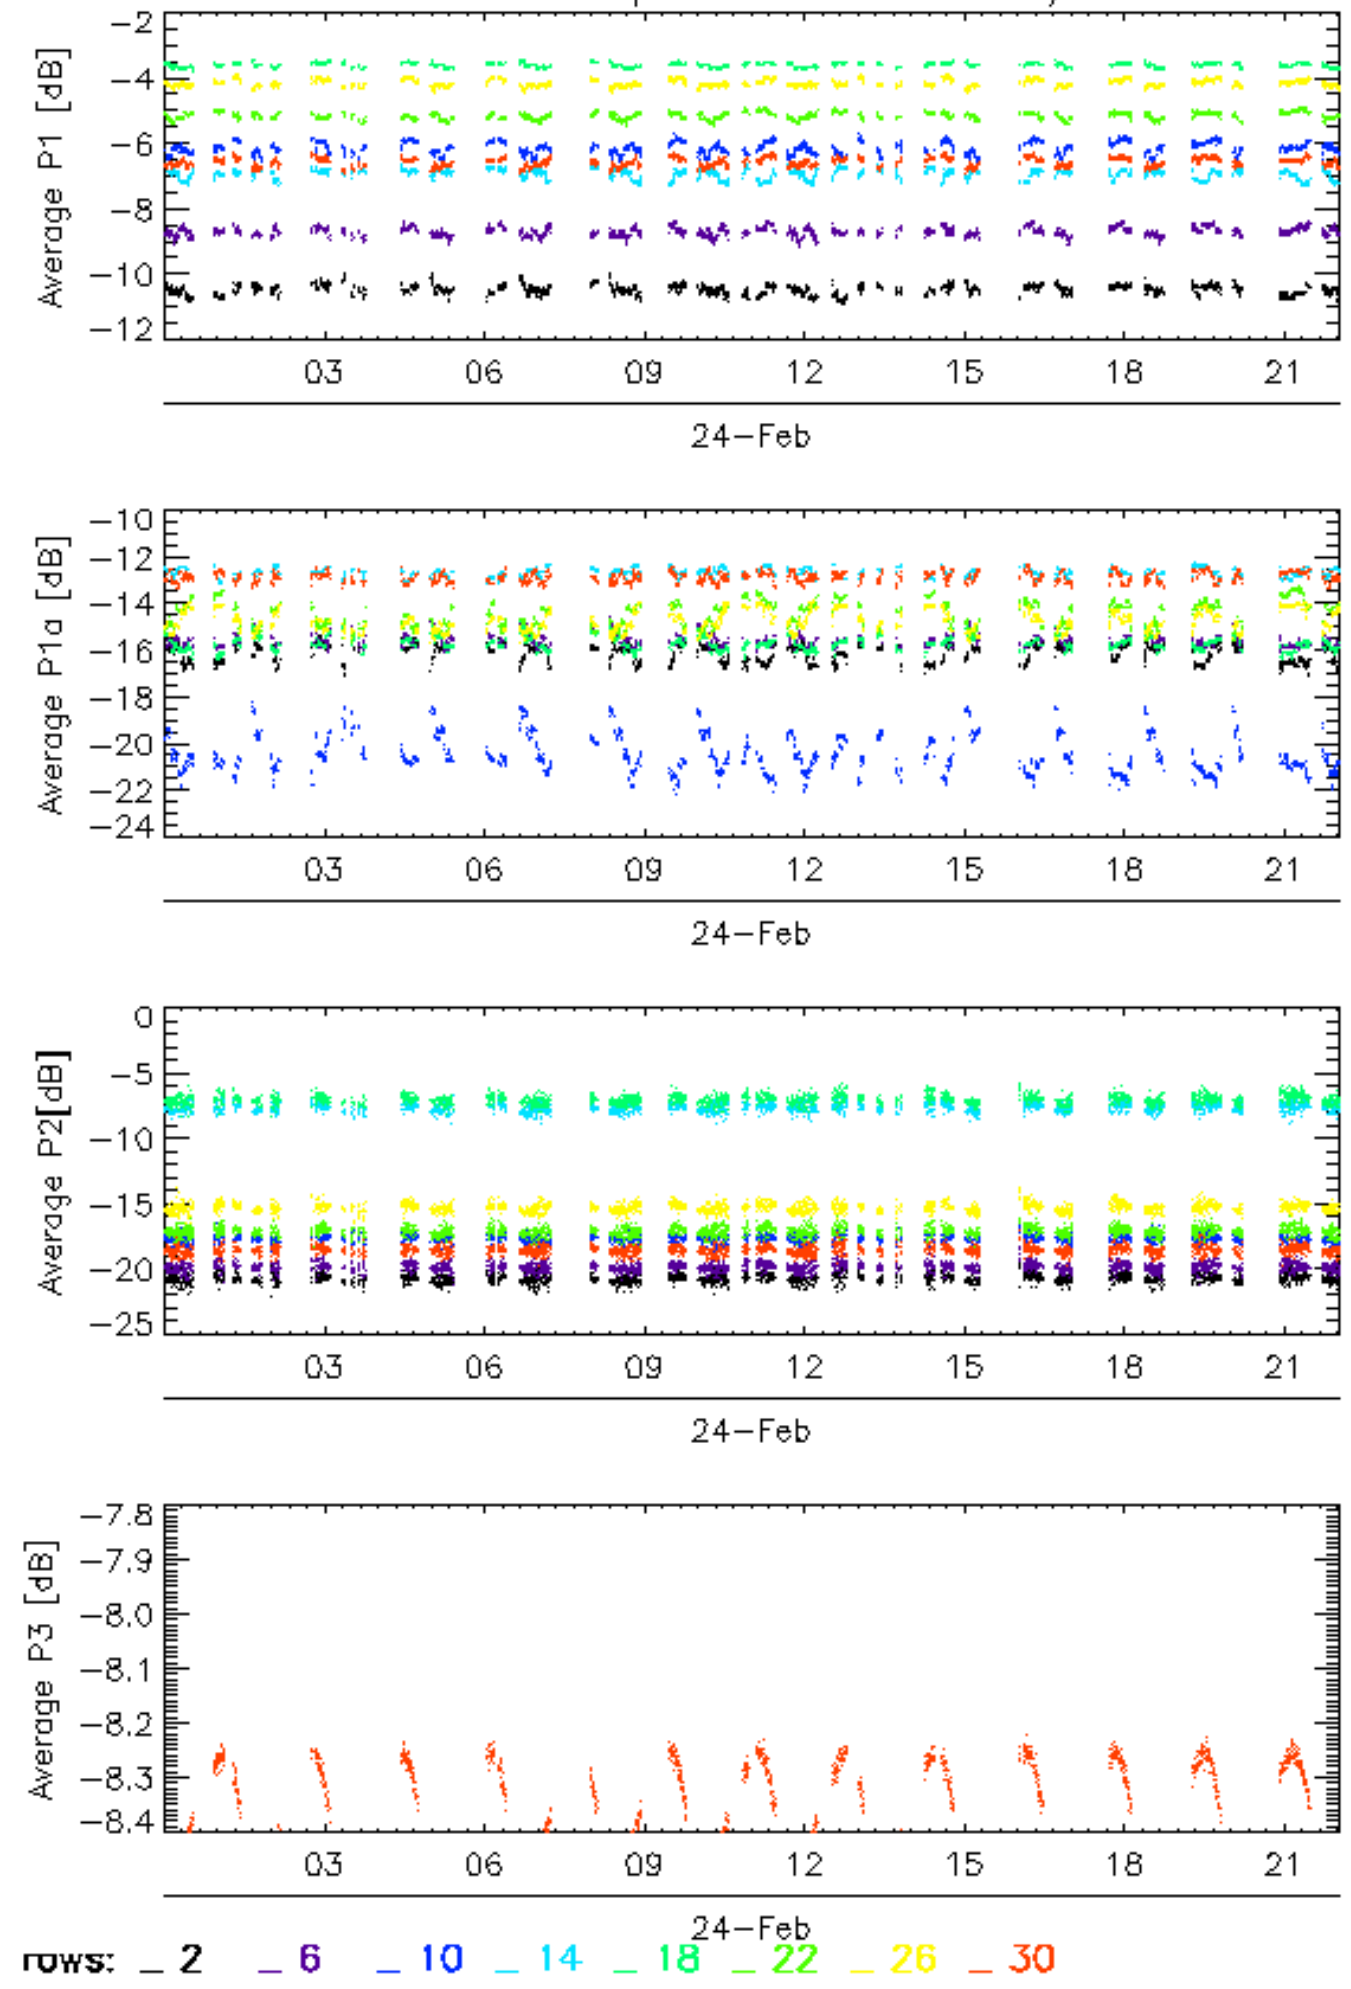 Average P1 [dB]
−2
−4
−6
−8
−10
−12
03 06 09 12 15 18 21
24−Feb
Average P1a [dB]
−10
−12
−14
−16
−18
−20
−22
−24
03 06 09 12 15 18 21
24−Feb
Average P2[dB]
0
−5
−10
−15
−20
−25
03 06 09 12 15 18 21
24−Feb
Average P3 [dB]
−7.8
−7.9
−8.0
−8.1
−8.2
−8.3
−8.4
03 06 09 12 15 18 21
24−Feb
rows: _ 2 _ 6 _ 10 _ 14 _ 18 _ 22 _ 26 _ 30